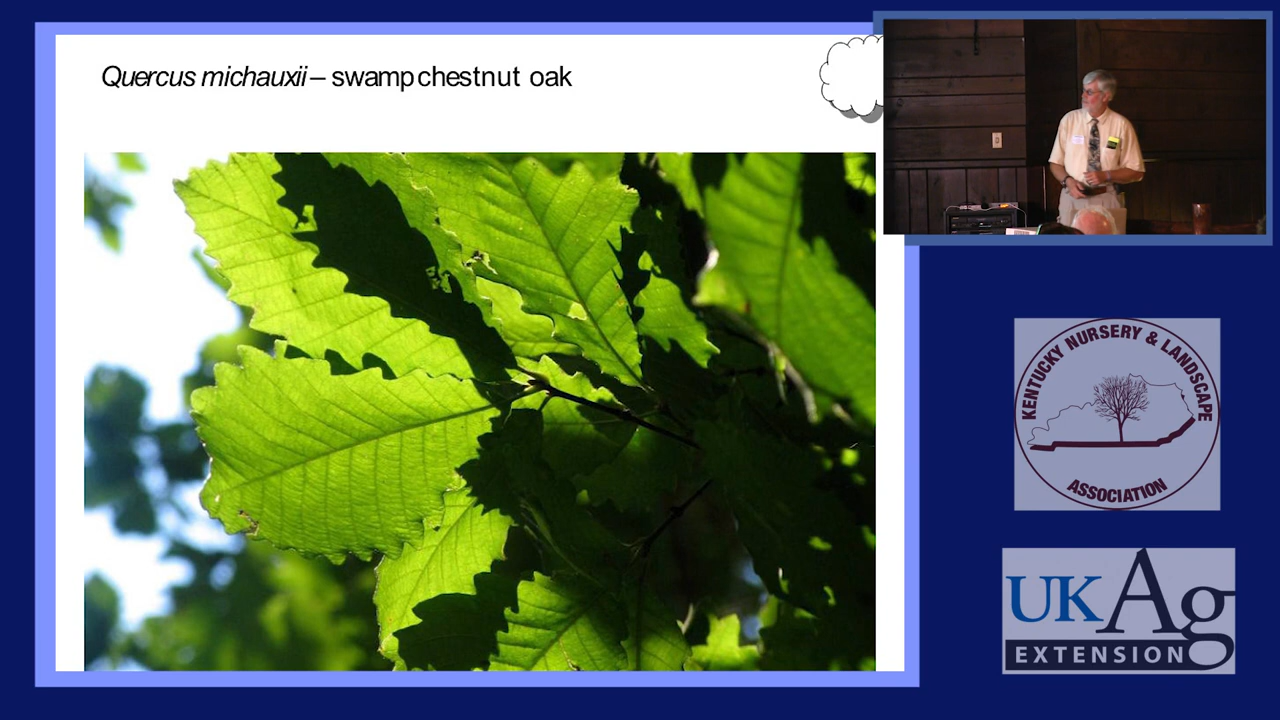 Quercus michauxii – swamp chestnut oak
KENTUCKY NURSERY & LANDSCAPE
ASSOCIATION
UKAg
EXTENSION